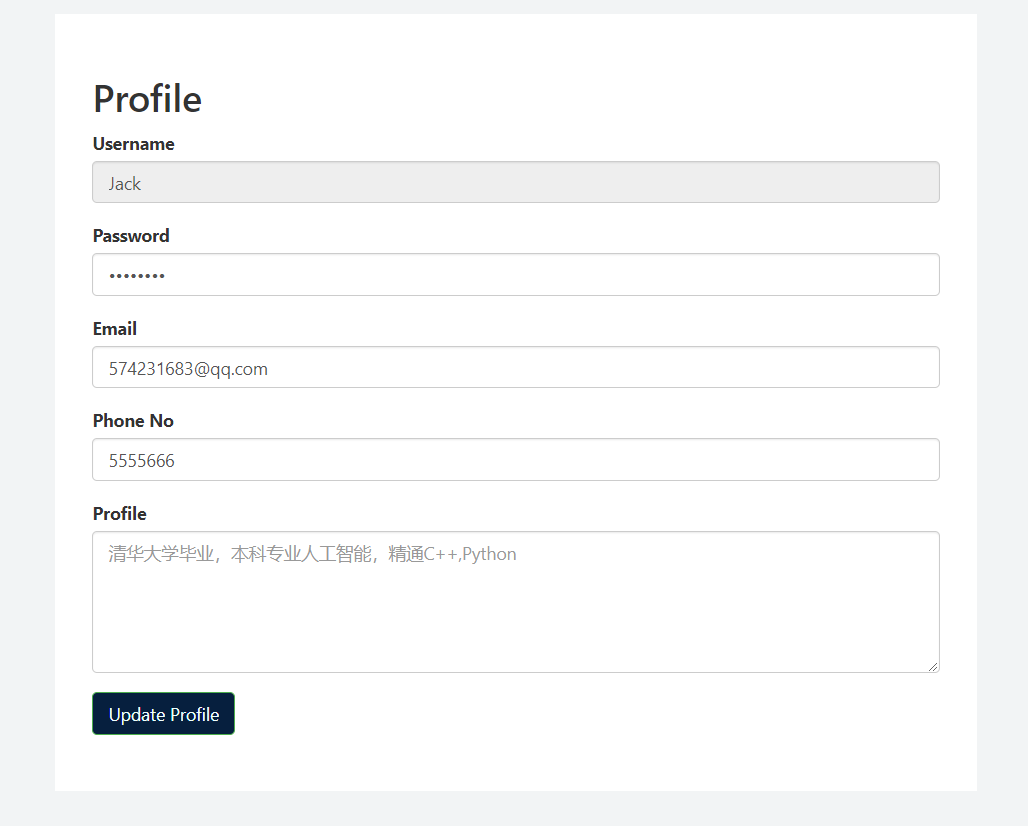 Profile
Username
Jack
Password
••••••••
Email
574231683@qq.com
Phone No
5555666
Profile
清华大学毕业，本科专业人工智能，精通C++,Python
Update Profile